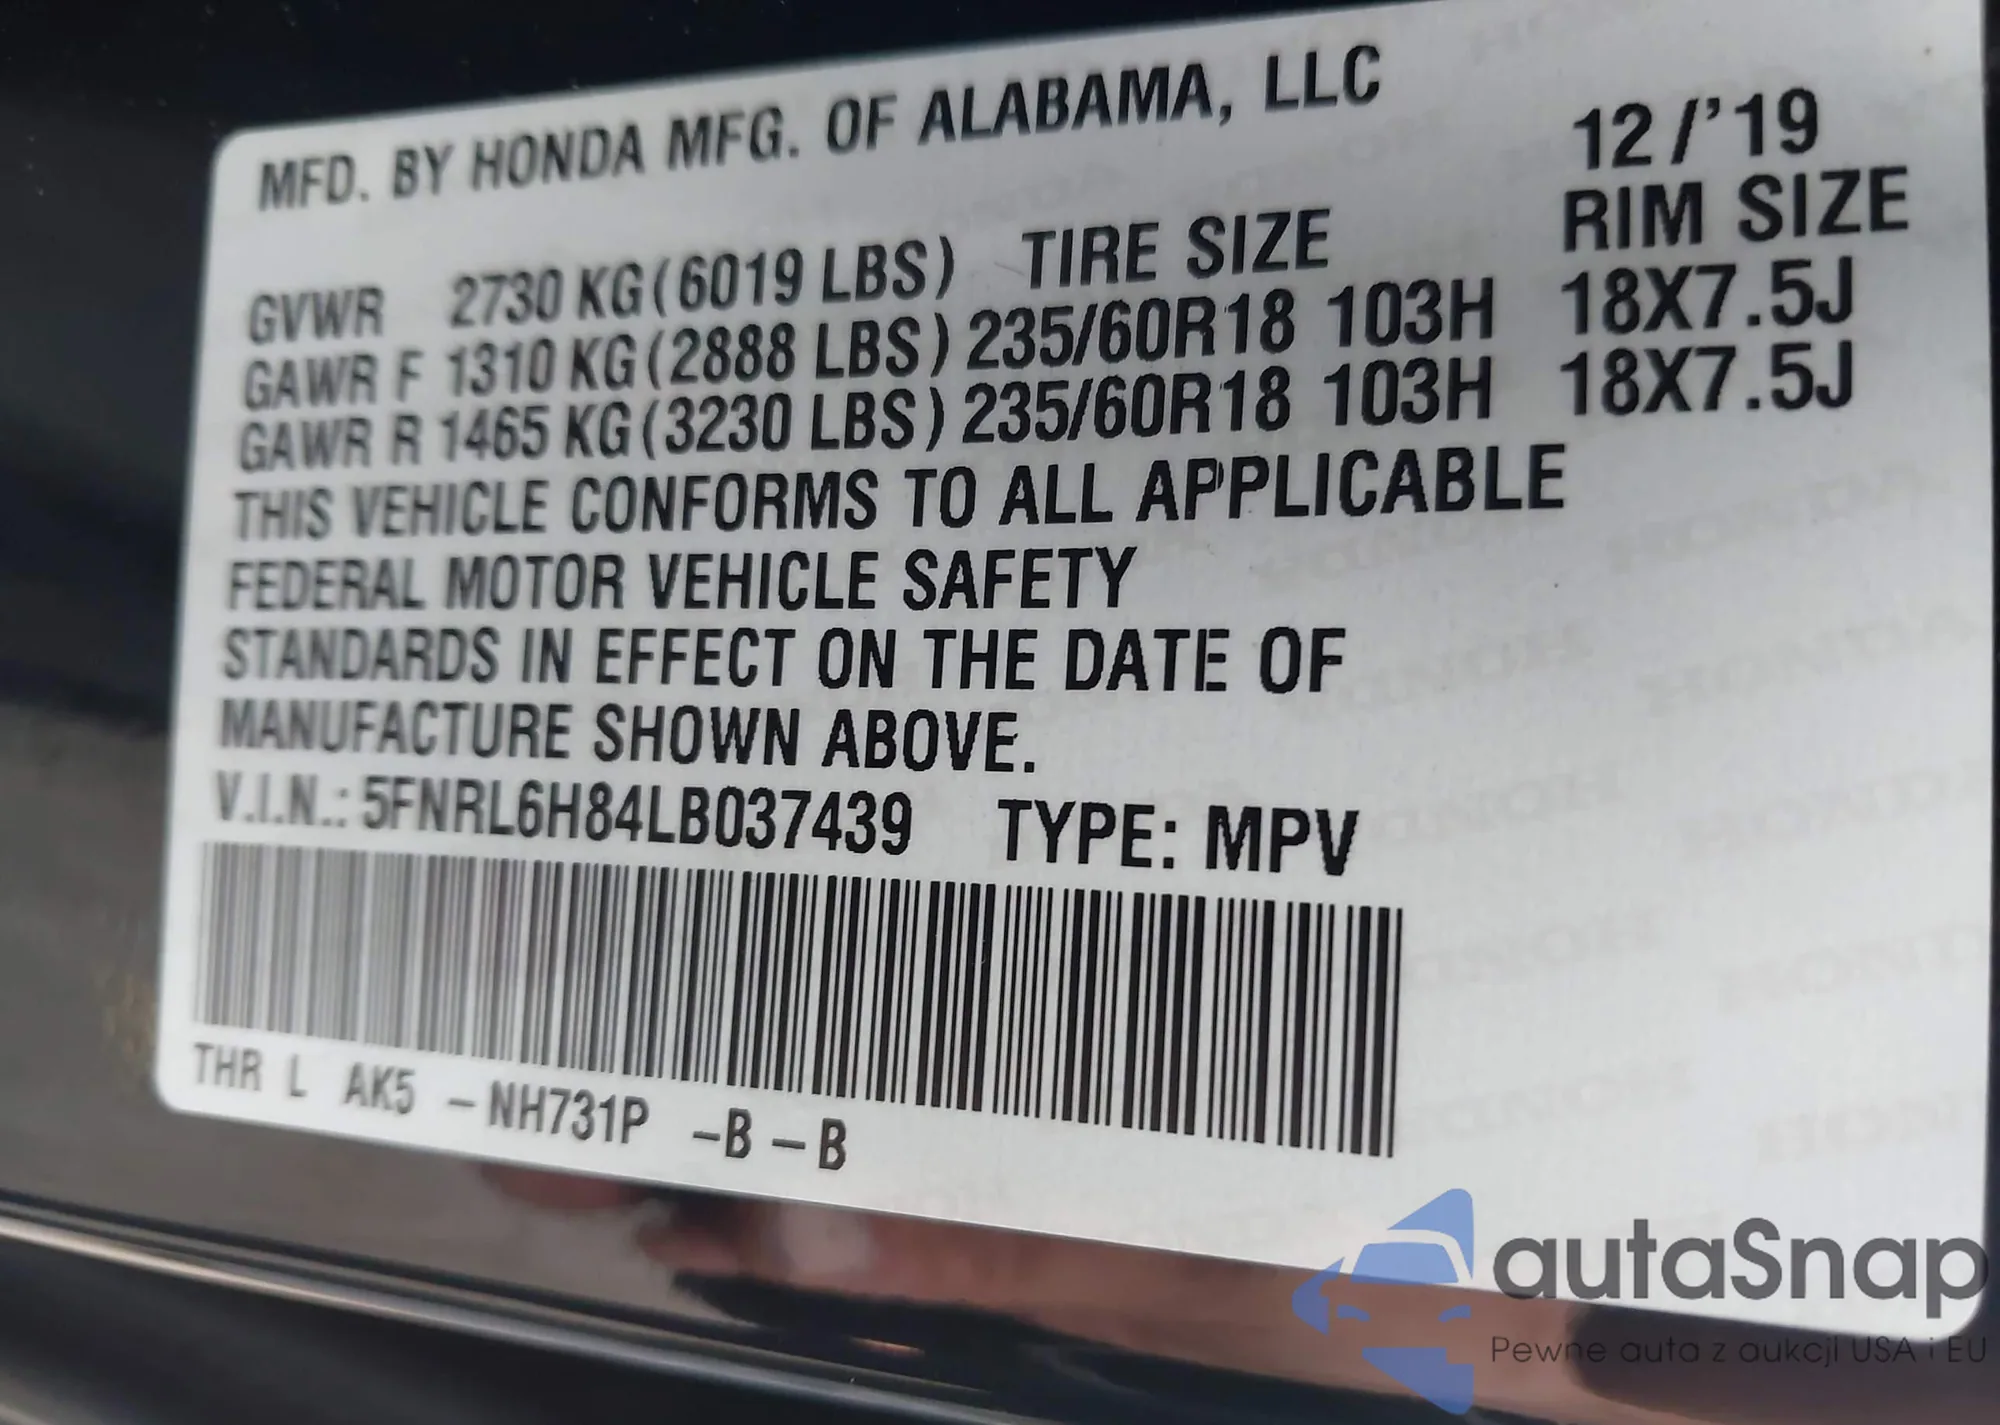 MFD. BY HONDA MFG. OF ALABAMA, LLC 12/'19
GVWR 2730 KG (6019 LBS) TIRE SIZE RIM SIZE
GAWR F 1310 KG (2888 LBS) 235/60R18 103H 18X7.5J
GAWR R 1465 KG (3230 LBS) 235/60R18 103H 18X7.5J
THIS VEHICLE CONFORMS TO ALL APPLICABLE
FEDERAL MOTOR VEHICLE SAFETY
STANDARDS IN EFFECT ON THE DATE OF
MANUFACTURE SHOWN ABOVE.
V.I.N.: 5FNRL6H84LB037439 TYPE: MPV
THR L AK5 -NH731P -B -B
autaSnap
Pewne auta z aukcji USA i EU